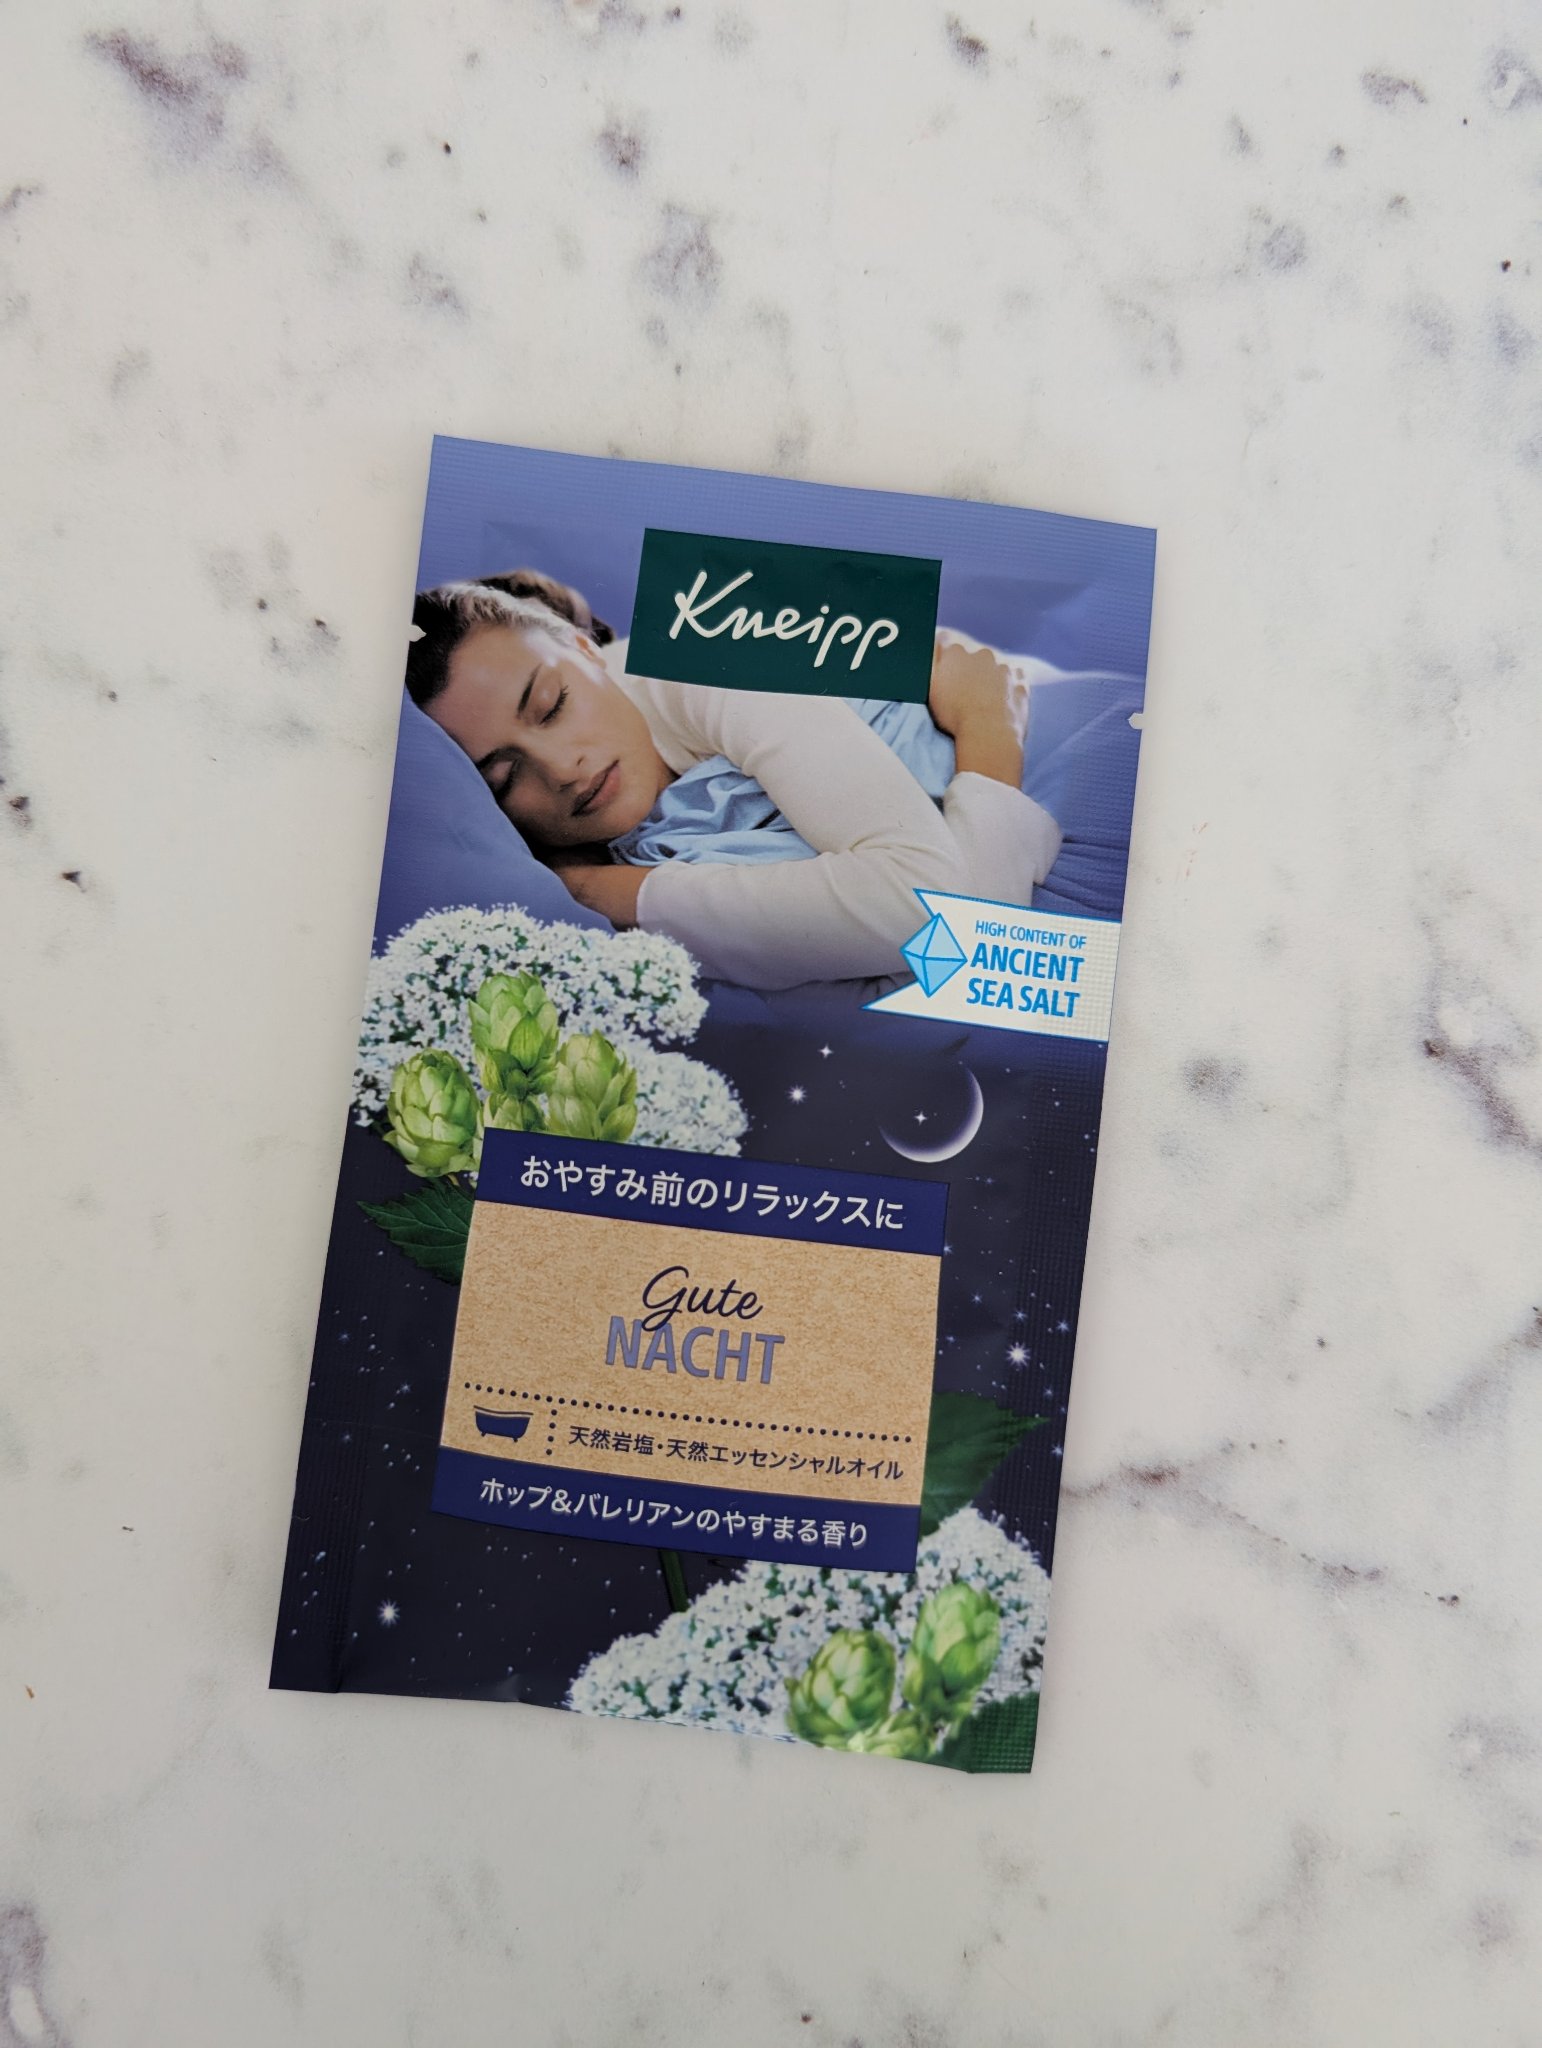 Kneipp
HIGH CONTENT OF
ANCIENT
SEA SALT
おやすみ前のリラックスに
Gute
NACHT
天然岩塩・天然エッセンシャルオイル
ホップ&バレリアンのやすまる香り